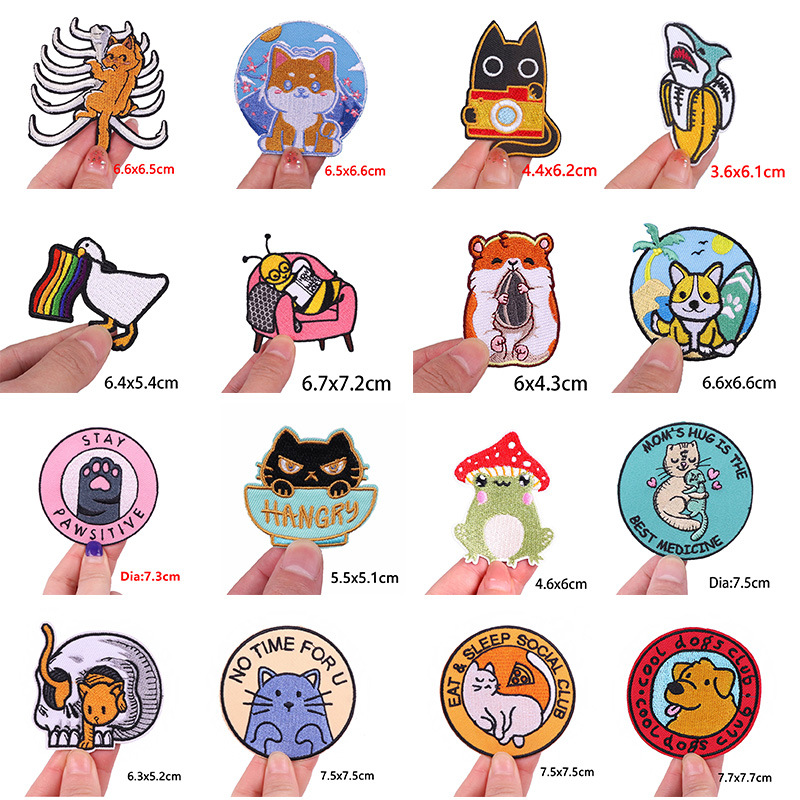 6.6x6.5cm
6.5x6.6cm
4.4x6.2cm
3.6x6.1cm
6.4x5.4cm
6.7x7.2cm
6x4.3cm
6.6x6.6cm
STAY
PAWSITIVE
Dia:7.3cm
HANGRY
5.5x5.1cm
4.6x6cm
MOM'S HUG IS THE
BEST MEDICINE
Dia:7.5cm
6.3x5.2cm
NO TIME FOR U
7.5x7.5cm
EAT & SLEEP SOCIAL CLUB
7.5x7.5cm
·cool dogs club·
cool dogs club
7.7x7.7cm